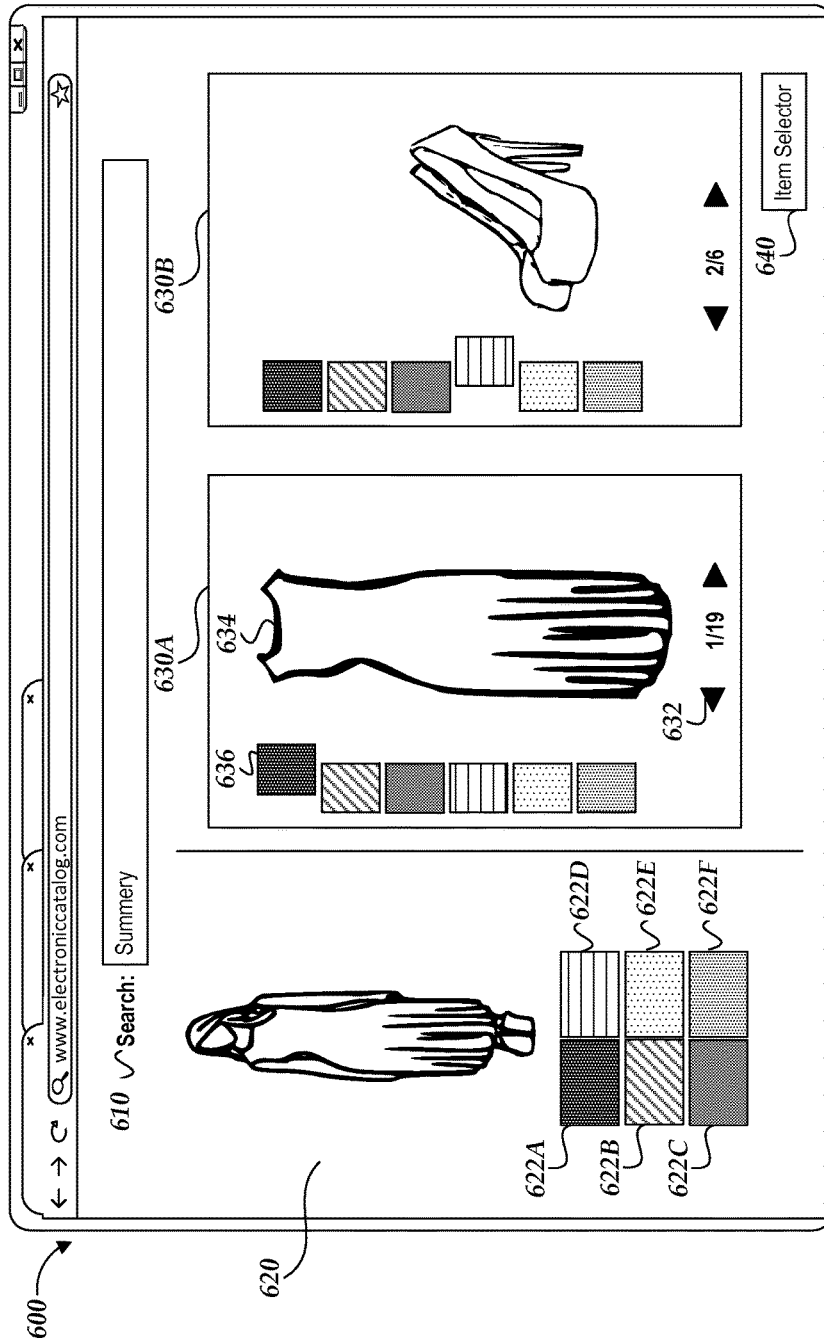 600
www.electroniccatalog.com
x
x
x
x
610
Search: Summery
620
622A
622B
622C
622D
622E
622F
630A
636
634
632
1/19
630B
2/6
640
Item Selector